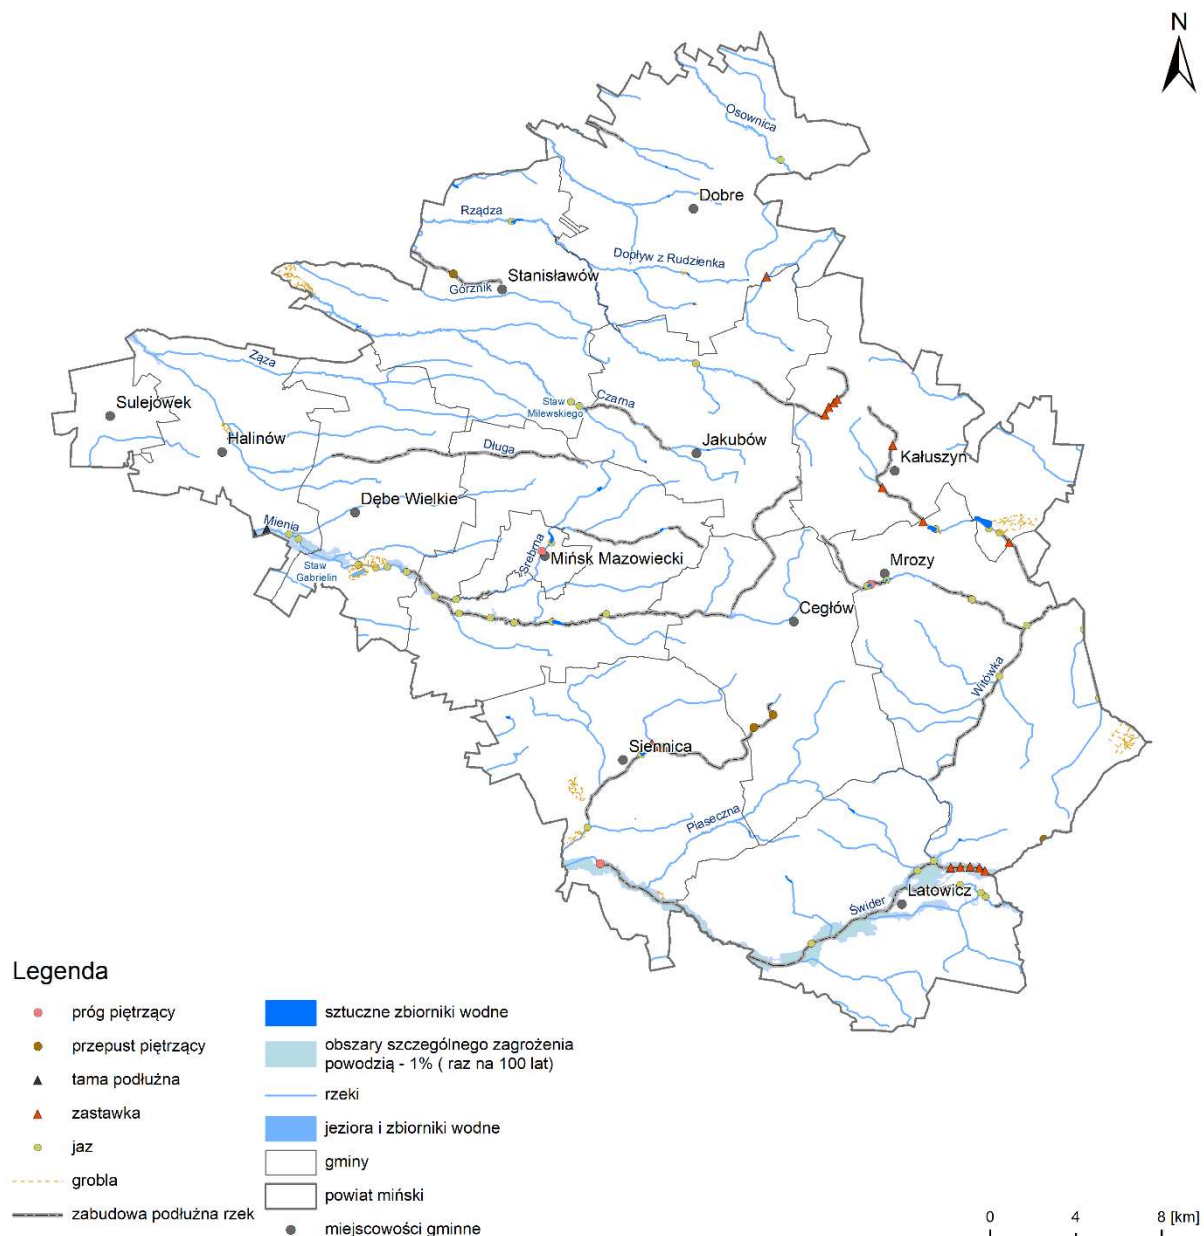 N
Osownica
Dobre
Rządza
Dopływ z Rudzienka
Stanisławów
Górznik
Ząza
Sulejówek
Staw
Milewskiego
Czarna
Halinów
Jakubów
Długa
Kałuszyn
Dębe Wielkie
Mienia
Staw
Gabrielin
Srebrna
Mińsk Mazowiecki
Mrozy
Cegłów
Witówka
Siennica
Piaseczna
Świder
Latowicz
Legenda
próg piętrzący
przepust piętrzący
tama podłużna
zastawka
jaz
grobla
zabudowa podłużna rzek
sztuczne zbiorniki wodne
obszary szczególnego zagrożenia
powodzią - 1% ( raz na 100 lat)
rzeki
jeziora i zbiorniki wodne
gminy
powiat miński
miejscowości gminne
0 4 8 [km]